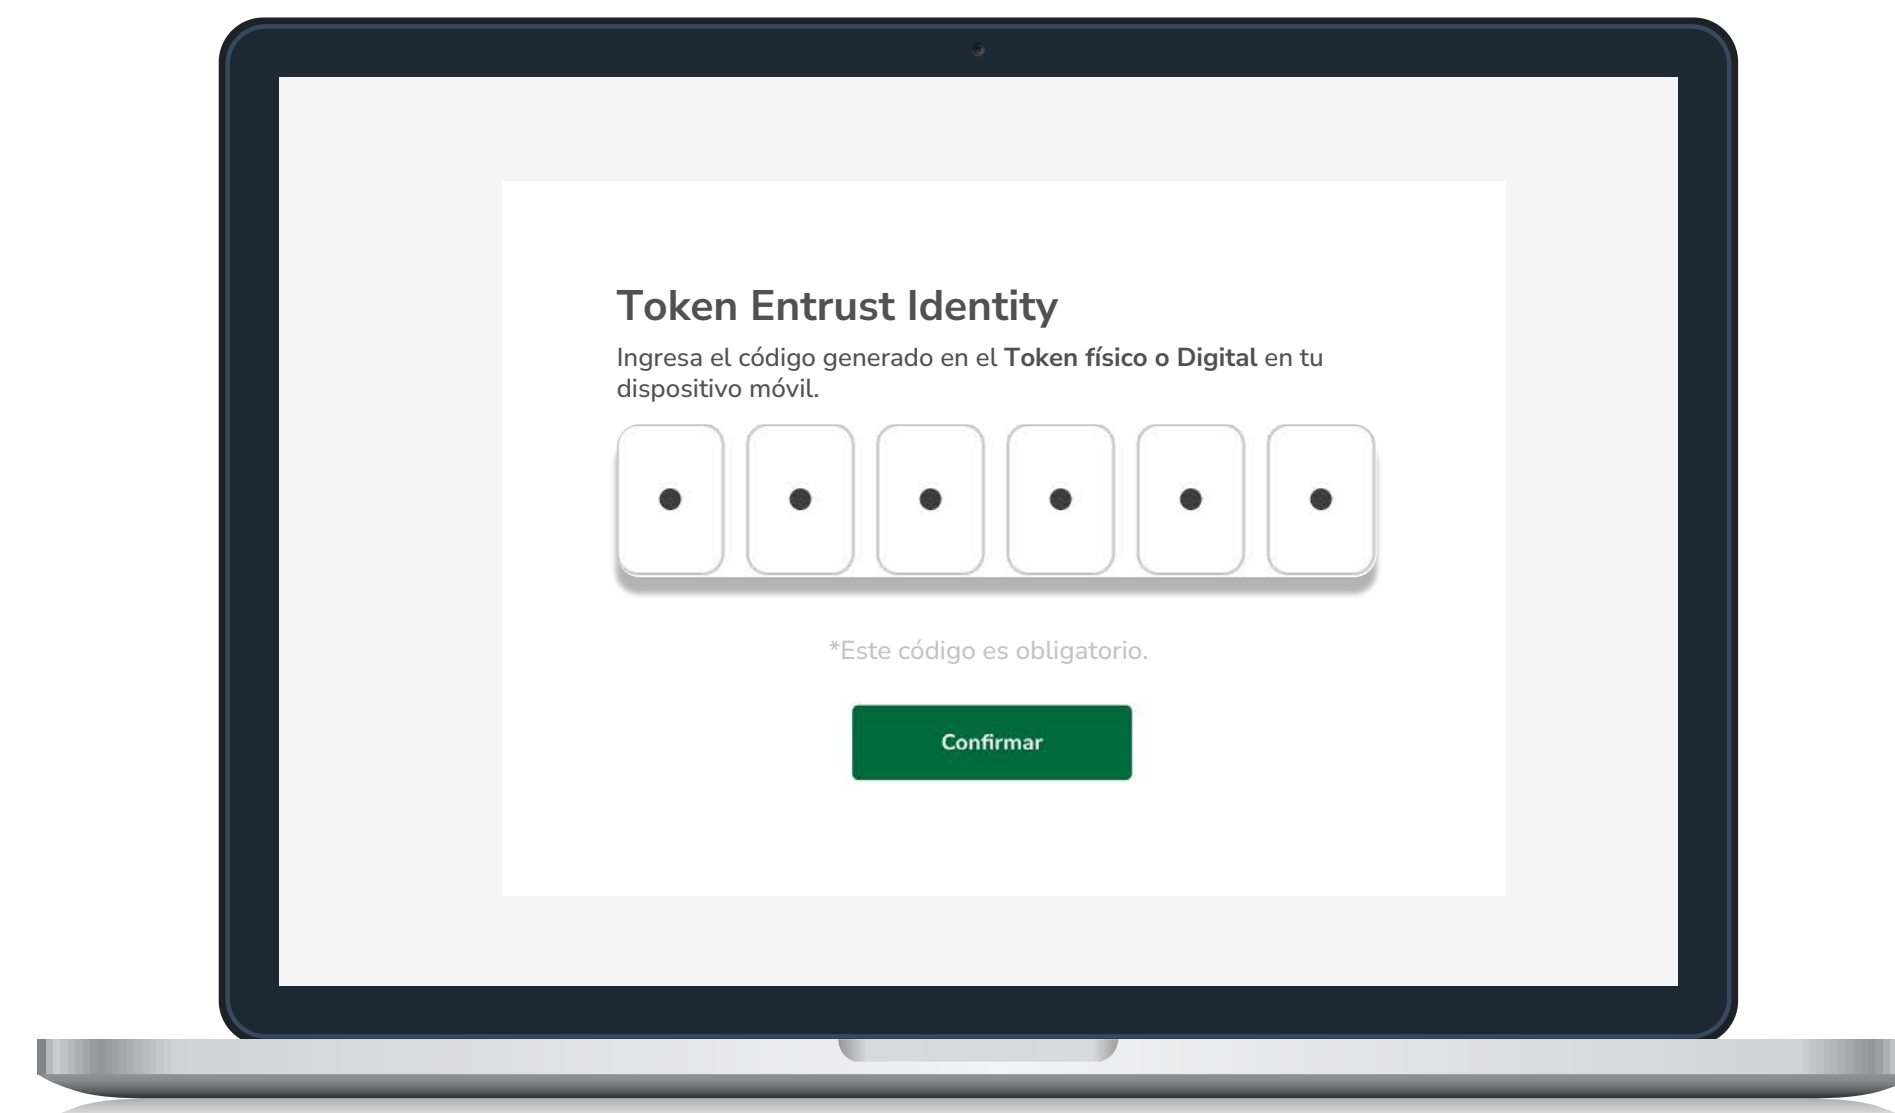 Token Entrust Identity
Ingresa el código generado en el Token físico o Digital en tu
dispositivo móvil.
*Este código es obligatorio.
Confirmar